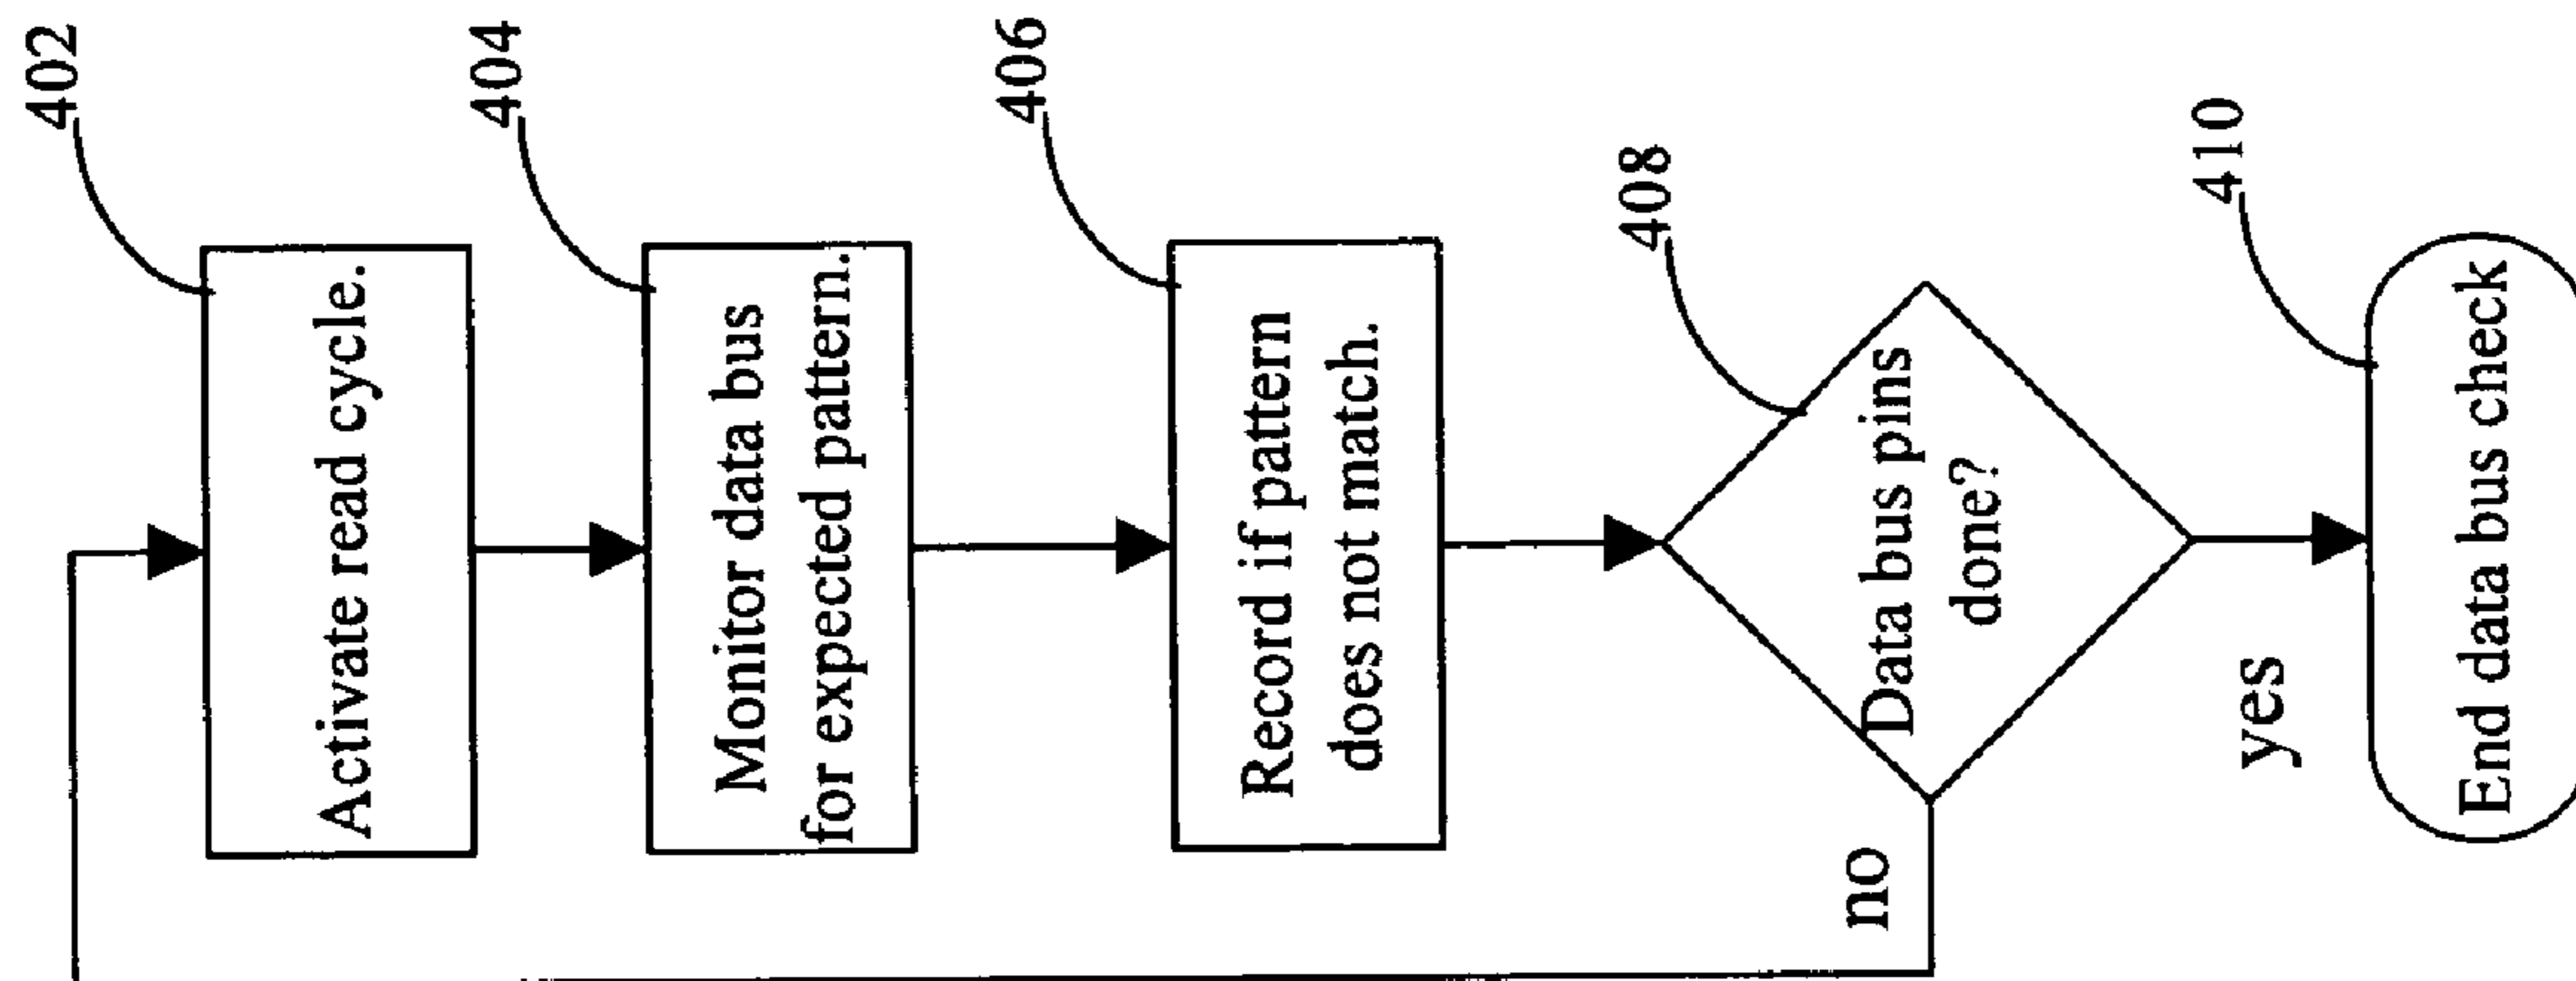 402
Activate read cycle.
404
Monitor data bus
for expected pattern.
406
Record if pattern
does not match.
408
Data bus pins
done?
no
yes
410
End data bus check